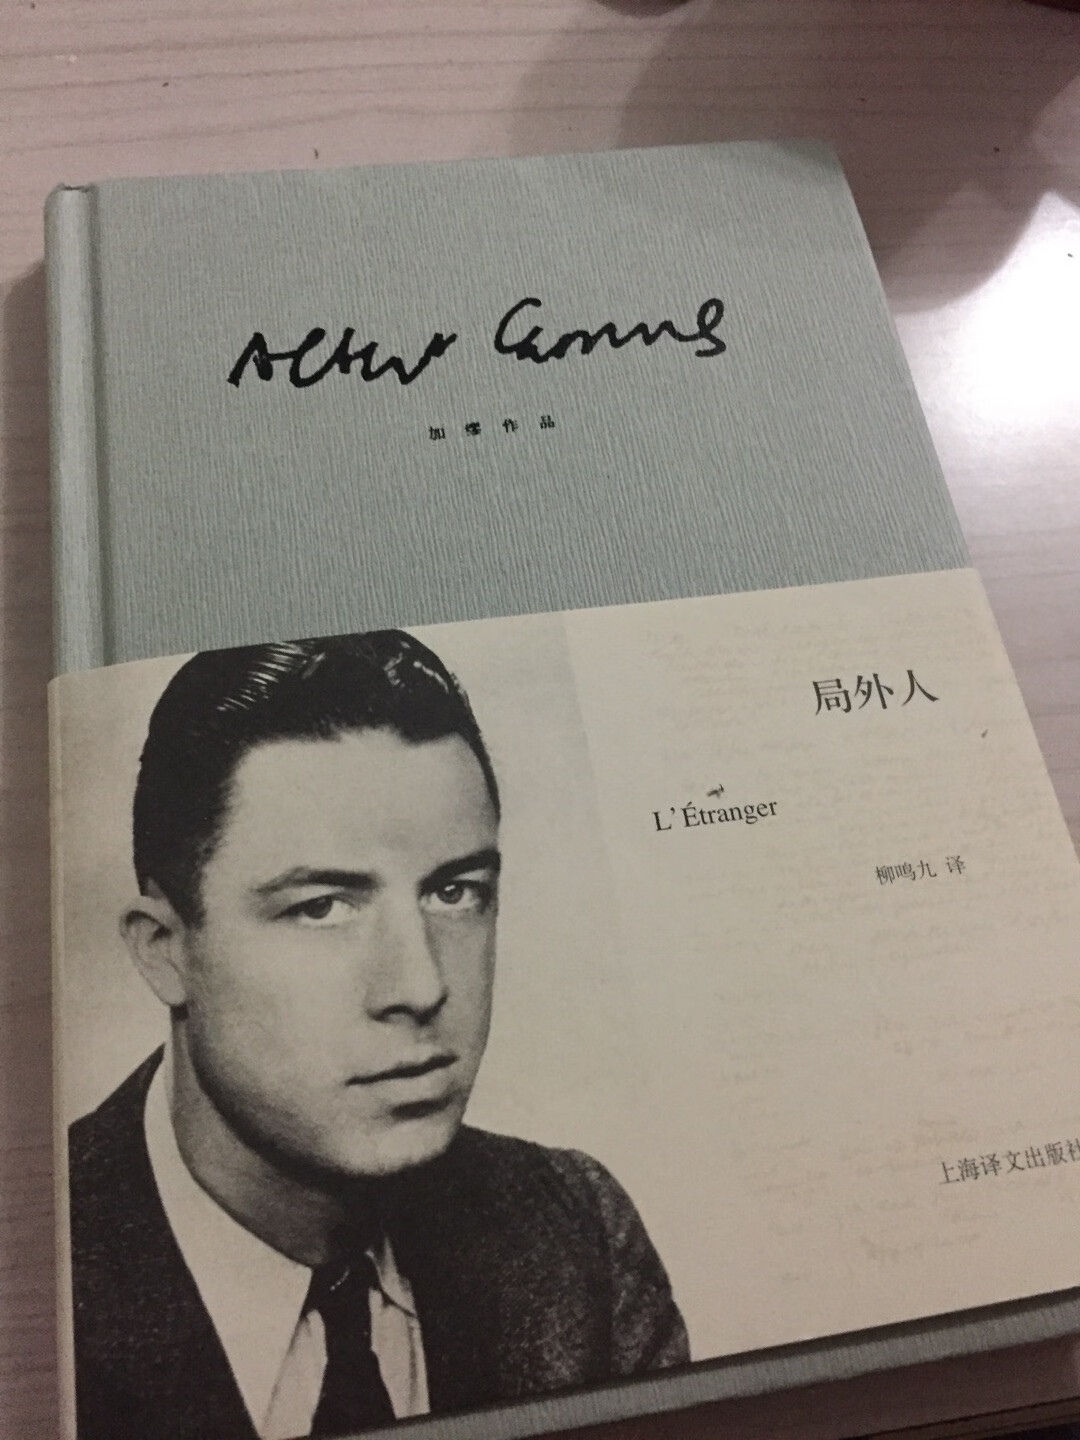 Albert Camus
加缪作品
局外人
L'Étranger
柳鸣九 译
上海译文出版社